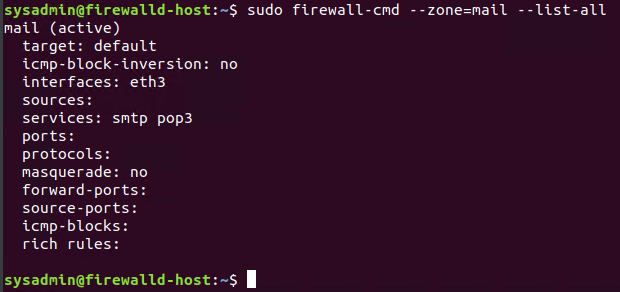 sysadmin@firewalld-host:~$ sudo firewall-cmd --zone=mail --list-all
mail (active)
  target: default
  icmp-block-inversion: no
  interfaces: eth3
  sources:
  services: smtp pop3
  ports:
  protocols:
  masquerade: no
  forward-ports:
  source-ports:
  icmp-blocks:
  rich rules:

sysadmin@firewalld-host:~$